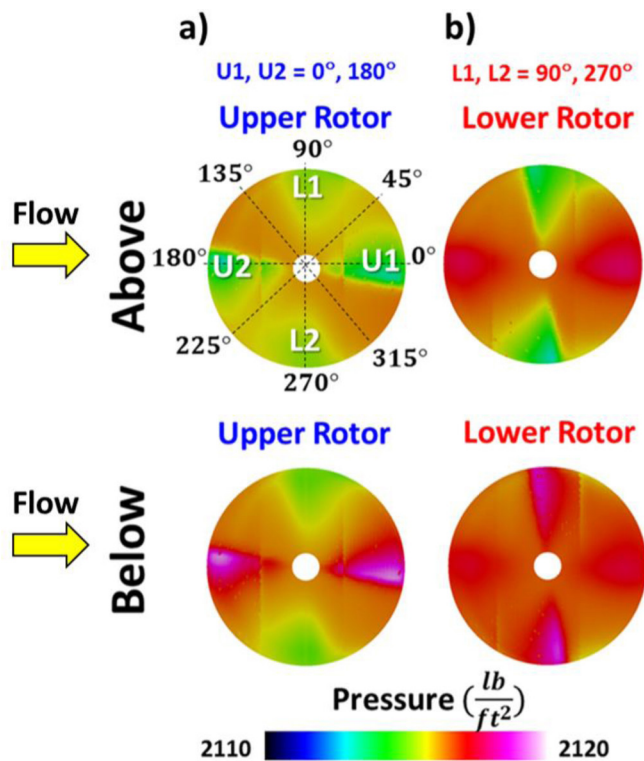 a)
b)
U1, U2 = 0°, 180°
L1, L2 = 90°, 270°
Upper Rotor
Lower Rotor
90°
135°
45°
L1
Flow
Above
180°
U2
U1
0°
L2
225°
315°
270°
Upper Rotor
Lower Rotor
Flow
Below
Pressure (lb/ft²)
2110
2120